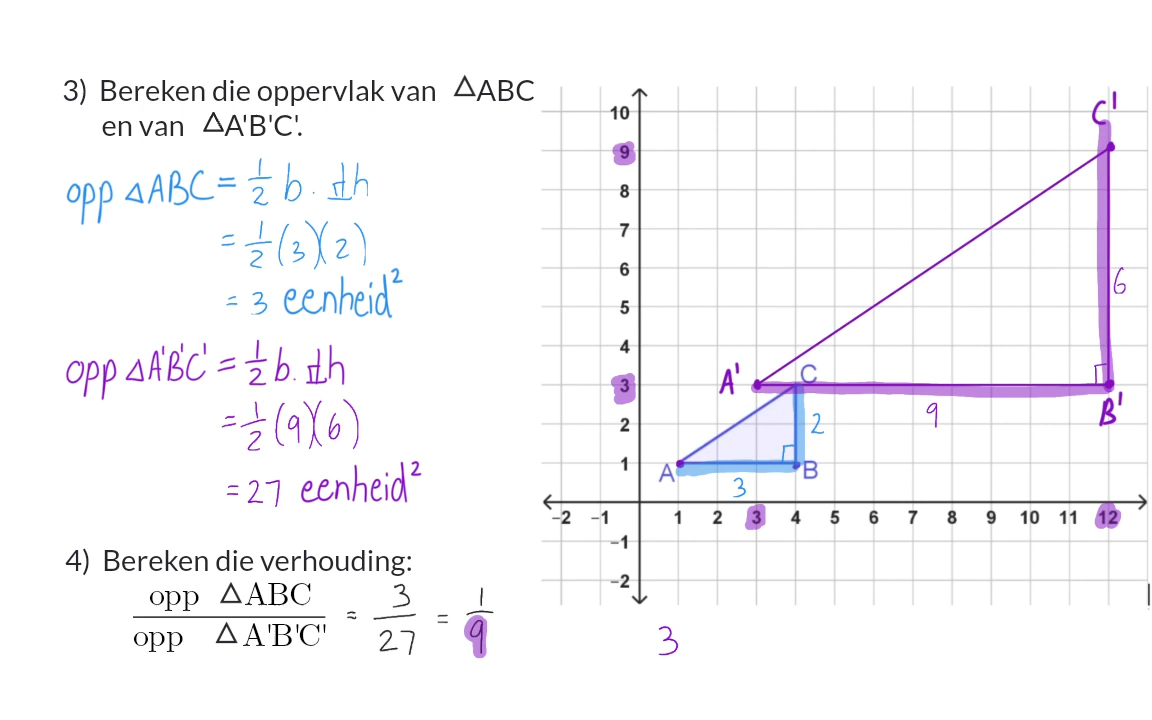 3) Bereken die oppervlak van △ABC
en van △A'B'C'.
opp △ABC = 1/2 b . ⊥h
= 1/2 (3)(2)
= 3 eenheid²
opp △A'B'C' = 1/2 b. ⊥h
= 1/2 (9)(6)
= 27 eenheid²
4) Bereken die verhouding:
opp △ABC / opp △A'B'C' = 3/27 = 1/9
10
9
8
7
6
5
4
3
2
1
-1
-2
-2 -1 1 2 3 4 5 6 7 8 9 10 11 12
C'
6
A'
C
B'
9
2
A
B
3
3